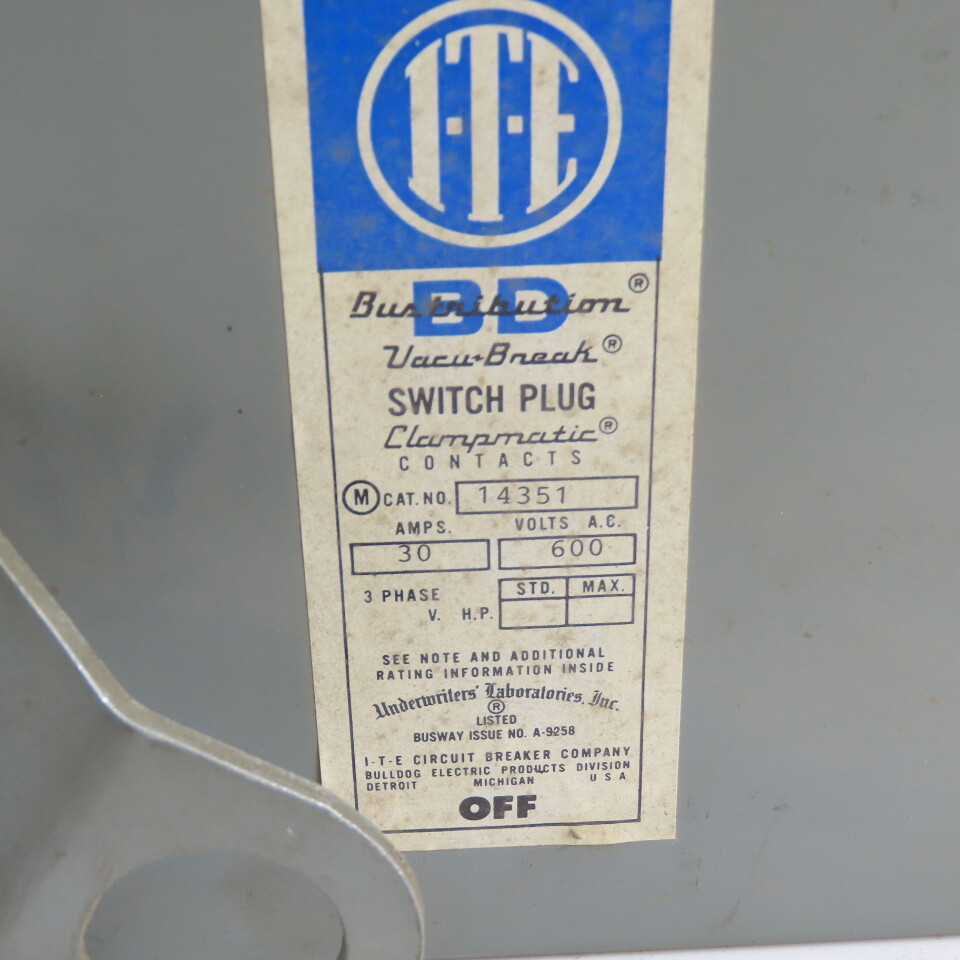 I-T-E
BD
Bustribution®
Vacu-Break®
SWITCH PLUG
Clampmatic®
CONTACTS
M CAT. NO. 14351
AMPS. VOLTS A.C.
30 600
3 PHASE STD. MAX.
V. H.P.
SEE NOTE AND ADDITIONAL
RATING INFORMATION INSIDE
Underwriters' Laboratories, Inc.
®
LISTED
BUSWAY ISSUE NO. A-9258
I-T-E CIRCUIT BREAKER COMPANY
BULLDOG ELECTRIC PRODUCTS DIVISION
DETROIT MICHIGAN U S A
OFF